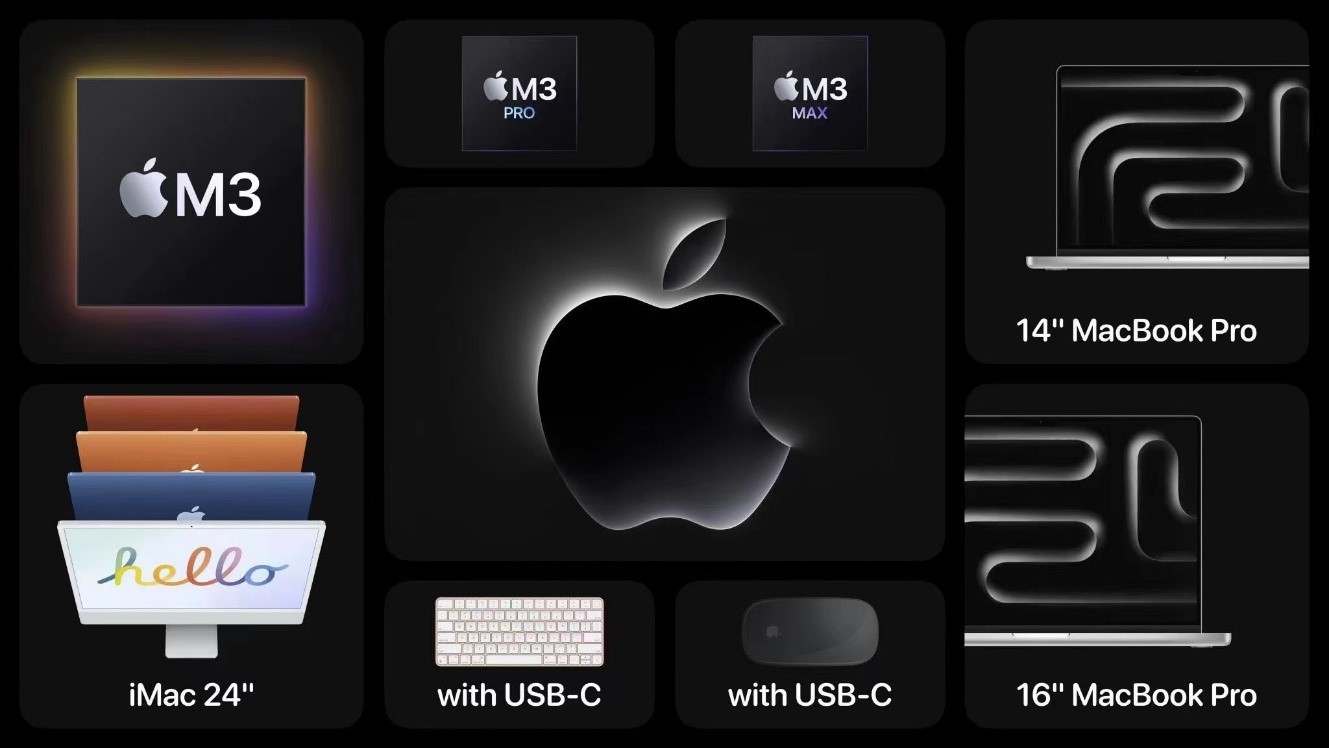 M3
M3
PRO
M3
MAX
14" MacBook Pro
hello
iMac 24"
with USB-C
with USB-C
16" MacBook Pro